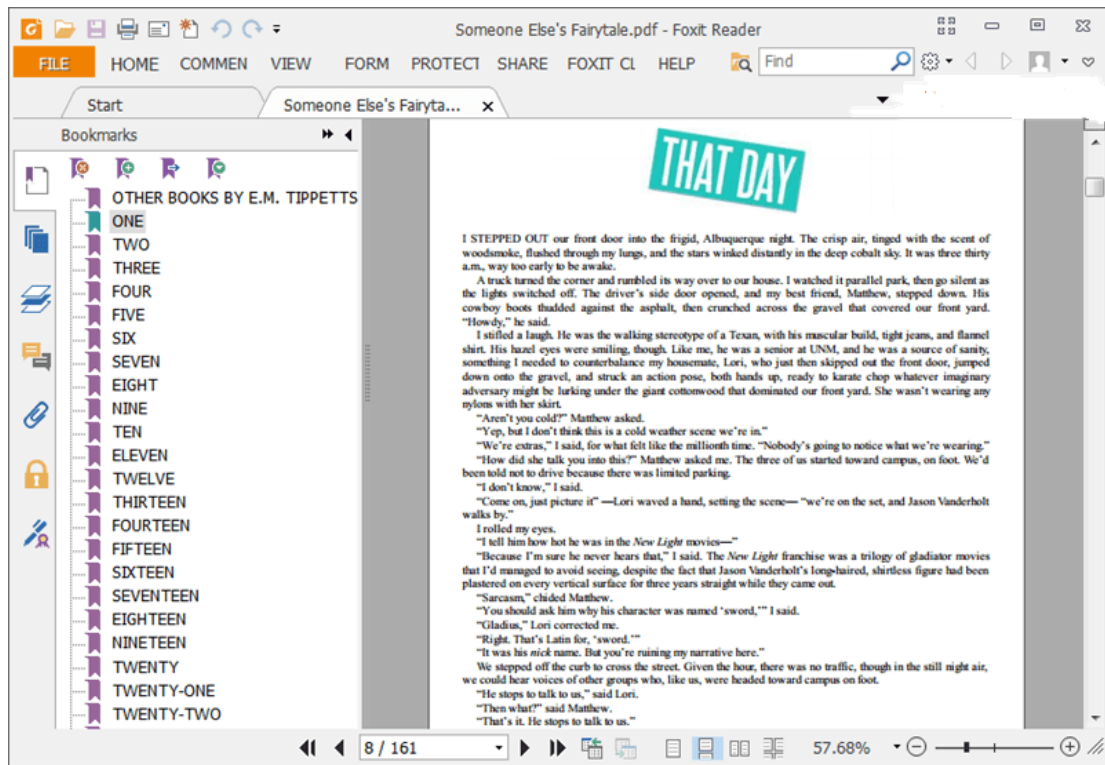 Someone Else's Fairytale.pdf - Foxit Reader
FILE HOME COMMEN VIEW FORM PROTECT SHARE FOXIT CL HELP Find
Start Someone Else's Fairyta... x
Bookmarks
OTHER BOOKS BY E.M. TIPPETTS
ONE
TWO
THREE
FOUR
FIVE
SIX
SEVEN
EIGHT
NINE
TEN
ELEVEN
TWELVE
THIRTEEN
FOURTEEN
FIFTEEN
SIXTEEN
SEVENTEEN
EIGHTEEN
NINETEEN
TWENTY
TWENTY-ONE
TWENTY-TWO
THAT DAY
I STEPPED OUT our front door into the frigid, Albuquerque night. The crisp air, tinged with the scent of
woodsmoke, flushed through my lungs, and the stars winked distantly in the deep cobalt sky. It was three thirty
a.m., way too early to be awake.
A truck turned the corner and rumbled its way over to our house. I watched it parallel park, then go silent as
the lights switched off. The driver's side door opened, and my best friend, Matthew, stepped down. His
cowboy boots thudded against the asphalt, then crunched across the gravel that covered our front yard.
“Howdy,” he said.
I stifled a laugh. He was the walking stereotype of a Texan, with his muscular build, tight jeans, and flannel
shirt. His hazel eyes were smiling, though. Like me, he was a senior at UNM, and he was a source of sanity,
something I needed to counterbalance my housemate, Lori, who just then skipped out the front door, jumped
down onto the gravel, and struck an action pose, both hands up, ready to karate chop whatever imaginary
adversary might be lurking under the giant cottonwood that dominated our front yard. She wasn't wearing any
nylons with her skirt.
“Aren't you cold?” Matthew asked.
“Yep, but I don't think this is a cold weather scene we're in.”
“We're extras,” I said, for what felt like the millionth time. “Nobody's going to notice what we're wearing.”
“How did she talk you into this?” Matthew asked me. The three of us started toward campus, on foot. We'd
been told not to drive because there was limited parking.
“I don't know,” I said.
“Come on, just picture it” —Lori waved a hand, setting the scene— “we're on the set, and Jason Vanderholt
walks by.”
I rolled my eyes.
“I tell him how hot he was in the New Light movies—”
“Because I'm sure he never hears that,” I said. The New Light franchise was a trilogy of gladiator movies
that I'd managed to avoid seeing, despite the fact that Jason Vanderholt's long-haired, shirtless figure had been
plastered on every vertical surface for three years straight while they came out.
“Sarcasm,” chided Matthew.
“You should ask him why his character was named ‘sword,’” I said.
“Gladius,” Lori corrected me.
“Right. That's Latin for, ‘sword.’”
“It was his nick name. But you're ruining my narrative here.”
We stepped off the curb to cross the street. Given the hour, there was no traffic, though in the still night air,
we could hear voices of other groups who, like us, were headed toward campus on foot.
“He stops to talk to us,” said Lori.
“Then what?” said Matthew.
“That's it. He stops to talk to us.”
8 / 161 57.68%